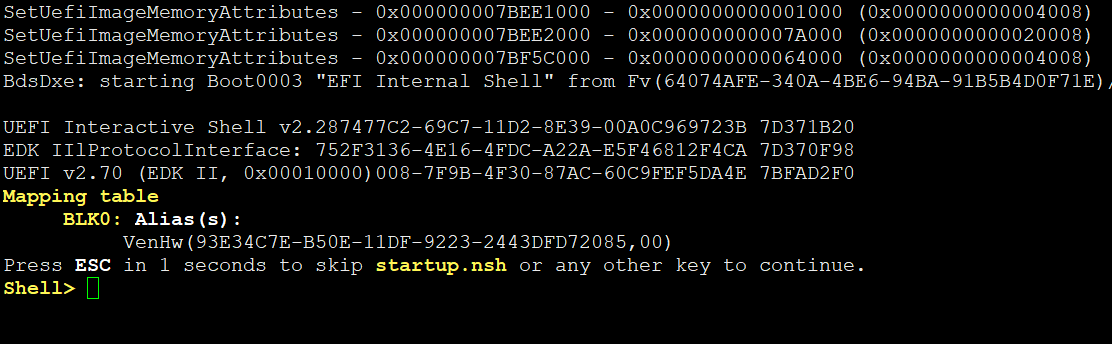 SetUefiImageMemoryAttributes - 0x000000007BEE1000 - 0x0000000000001000 (0x0000000000004008)
SetUefiImageMemoryAttributes - 0x000000007BEE2000 - 0x000000000007A000 (0x0000000000020008)
SetUefiImageMemoryAttributes - 0x000000007BF5C000 - 0x0000000000064000 (0x0000000000004008)
BdsDxe: starting Boot0003 "EFI Internal Shell" from Fv(64074AFE-340A-4BE6-94BA-91B5B4D0F71E),
UEFI Interactive Shell v2.287477C2-69C7-11D2-8E39-00A0C969723B 7D371B20
EDK IIlProtocolInterface: 752F3136-4E16-4FDC-A22A-E5F46812F4CA 7D370F98
UEFI v2.70 (EDK II, 0x00010000)008-7F9B-4F30-87AC-60C9FEF5DA4E 7BFAD2F0
Mapping table
BLK0: Alias(s):
VenHw(93E34C7E-B50E-11DF-9223-2443DFD72085,00)
Press ESC in 1 seconds to skip startup.nsh or any other key to continue.
Shell>